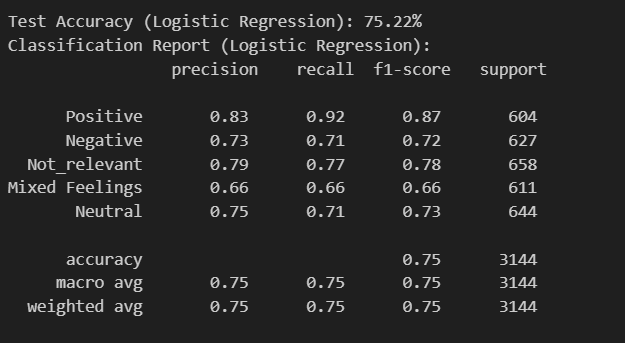 Test Accuracy (Logistic Regression): 75.22%
Classification Report (Logistic Regression):
precision recall f1-score support
Positive 0.83 0.92 0.87 604
Negative 0.73 0.71 0.72 627
Not_relevant 0.79 0.77 0.78 658
Mixed Feelings 0.66 0.66 0.66 611
Neutral 0.75 0.71 0.73 644
accuracy 0.75 3144
macro avg 0.75 0.75 0.75 3144
weighted avg 0.75 0.75 0.75 3144